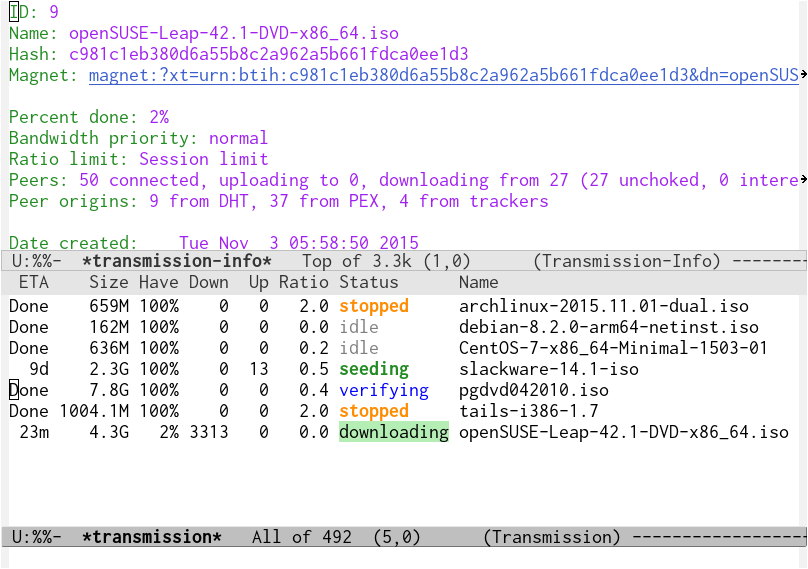 ID: 9
Name: openSUSE-Leap-42.1-DVD-x86_64.iso
Hash: c981c1eb380d6a55b8c2a962a5b661fdca0ee1d3
Magnet: magnet:?xt=urn:btih:c981c1eb380d6a55b8c2a962a5b661fdca0ee1d3&dn=openSUS
Percent done: 2%
Bandwidth priority: normal
Ratio limit: Session limit
Peers: 50 connected, uploading to 0, downloading from 27 (27 unchoked, 0 intere
Peer origins: 9 from DHT, 37 from PEX, 4 from trackers
Date created:    Tue Nov  3 05:58:50 2015
U:%%-  *transmission-info*   Top of 3.3k (1,0)      (Transmission-Info) -------
 ETA    Size Have Down  Up Ratio Status      Name
Done    659M 100%    0   0   2.0 stopped     archlinux-2015.11.01-dual.iso
Done    162M 100%    0   0   0.0 idle        debian-8.2.0-arm64-netinst.iso
Done    636M 100%    0   0   0.2 idle        CentOS-7-x86_64-Minimal-1503-01
  9d    2.3G 100%    0  13   0.5 seeding     slackware-14.1-iso
Done    7.8G 100%    0   0   0.4 verifying   pgdvd042010.iso
Done 1004.1M 100%    0   0   2.0 stopped     tails-i386-1.7
 23m    4.3G   2% 3313   0   0.0 downloading openSUSE-Leap-42.1-DVD-x86_64.iso
U:%%-  *transmission*   All of 492  (5,0)      (Transmission) -----------------